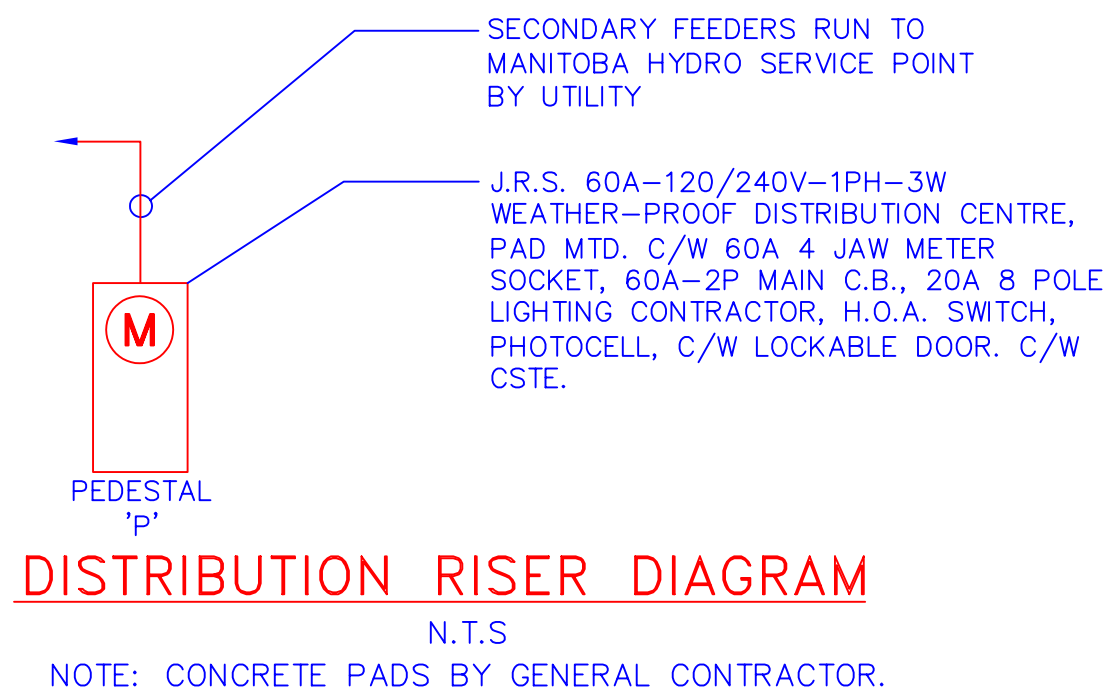 SECONDARY FEEDERS RUN TO
MANITOBA HYDRO SERVICE POINT
BY UTILITY
J.R.S. 60A-120/240V-1PH-3W
WEATHER-PROOF DISTRIBUTION CENTRE,
PAD MTD. C/W 60A 4 JAW METER
SOCKET, 60A-2P MAIN C.B., 20A 8 POLE
LIGHTING CONTRACTOR, H.O.A. SWITCH,
PHOTOCELL, C/W LOCKABLE DOOR. C/W
CSTE.
M
PEDESTAL
'P'
DISTRIBUTION RISER DIAGRAM
N.T.S
NOTE: CONCRETE PADS BY GENERAL CONTRACTOR.